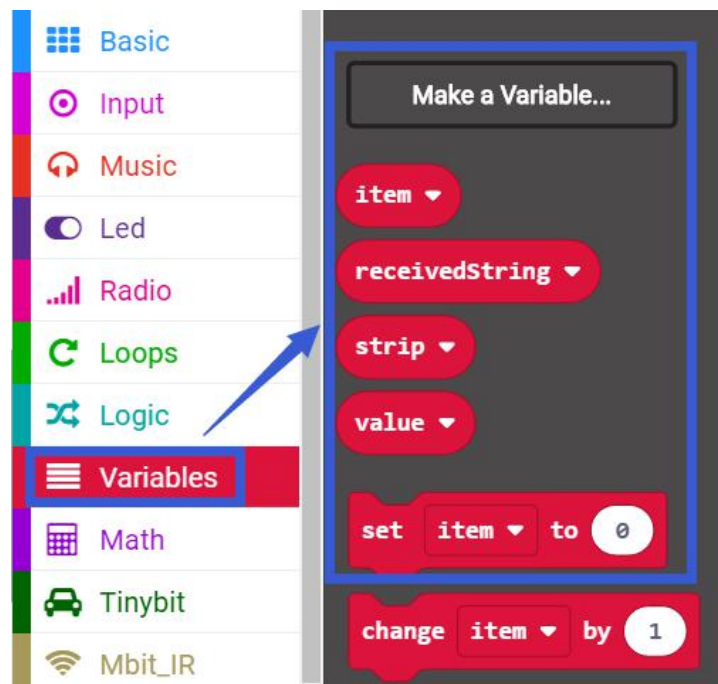 Basic
Input
Music
Led
Radio
Loops
Logic
Variables
Math
Tinybit
Mbit_IR
Make a Variable...
item
receivedString
strip
value
set item to 0
change item by 1